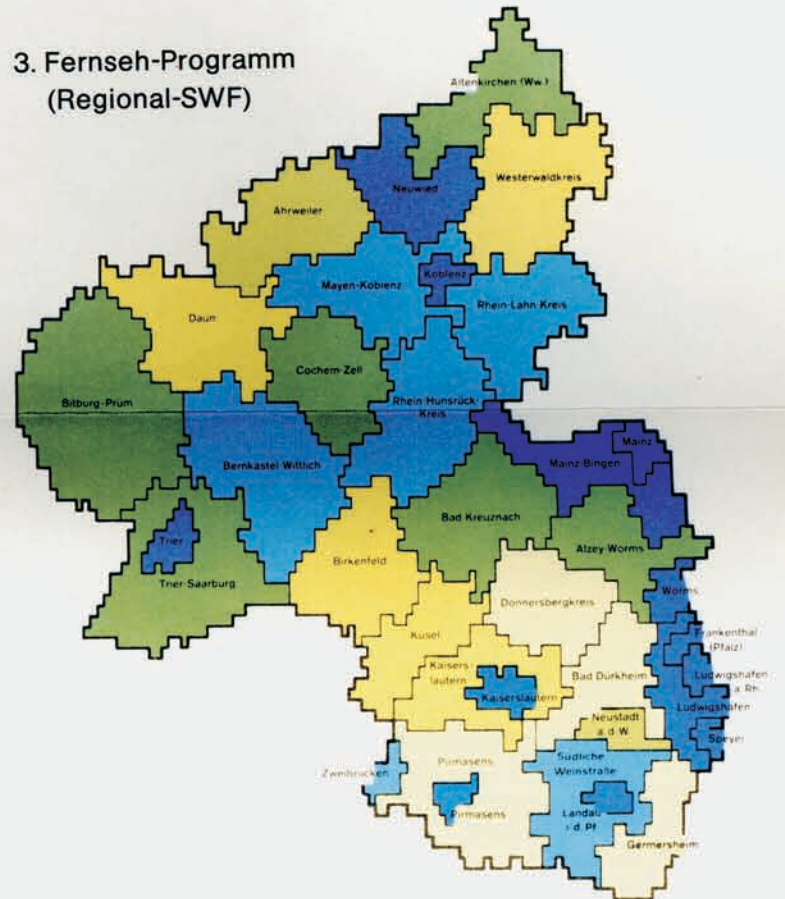 3. Fernseh-Programm
(Regional-SWF)
Altenkirchen (Ww.)
Westerwaldkreis
Neuwied
Ahrweiler
Koblenz
Mayen-Koblenz
Rhein-Lahn Kreis
Daun
Cochem-Zell
Bitburg-Prüm
Rhein-Hunsrück-
Kreis
Mainz
Bernkastel-Wittlich
Mainz-Bingen
Bad Kreuznach
Trier
Alzey-Worms
Birkenfeld
Trier-Saarburg
Worms
Donnersbergkreis
Frankenthal
(Pfalz)
Kusel
Kaisers-
lautern
Bad Dürkheim
Ludwigshafen
a. Rh.
Kaiserslautern
Ludwigshafen
Neustadt
a. d. W.
Speyer
Pirmasens
Südliche
Weinstraße
Zweibrücken
Pirmasens
Landau
i. d. Pf.
Germersheim